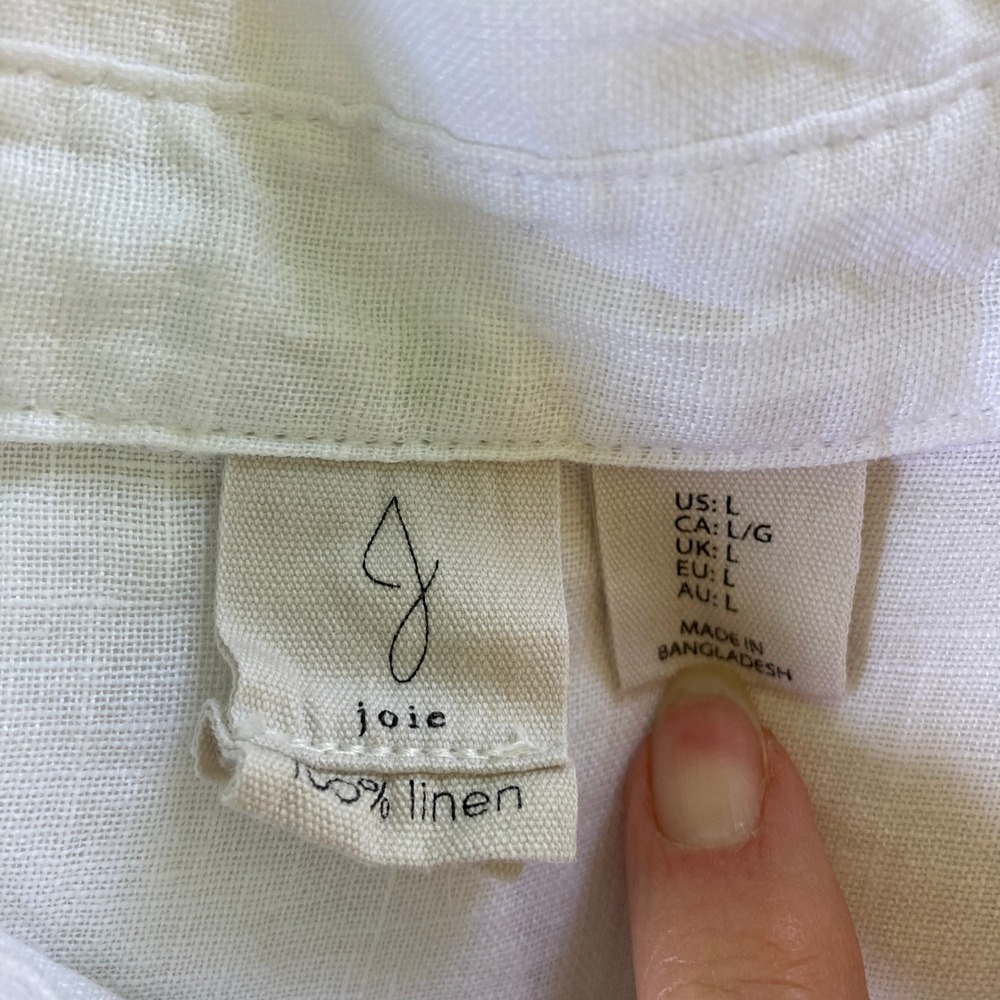 J
joie
100% linen
US: L
CA: L/G
UK: L
EU: L
AU: L
MADE IN
BANGLADESH